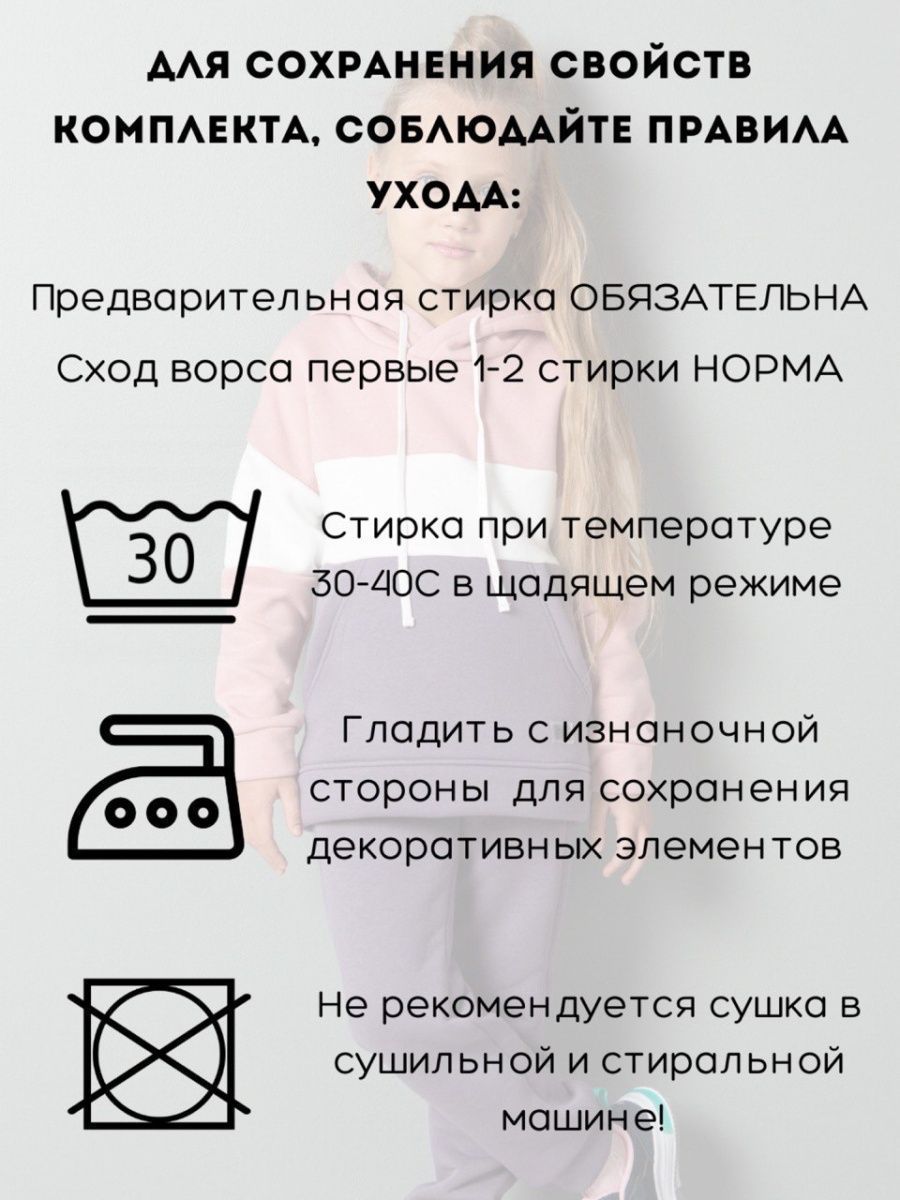 ДЛЯ СОХРАНЕНИЯ СВОЙСТВ
КОМПЛЕКТА, СОБЛЮДАЙТЕ ПРАВИЛА
УХОДА:
Предварительная стирка ОБЯЗАТЕЛЬНА
Сход ворса первые 1-2 стирки НОРМА
30
Стирка при температуре
30-40С в щадящем режиме
Гладить с изнаночной
стороны для сохранения
декоративных элементов
Не рекомендуется сушка в
сушильной и стиральной
машине!